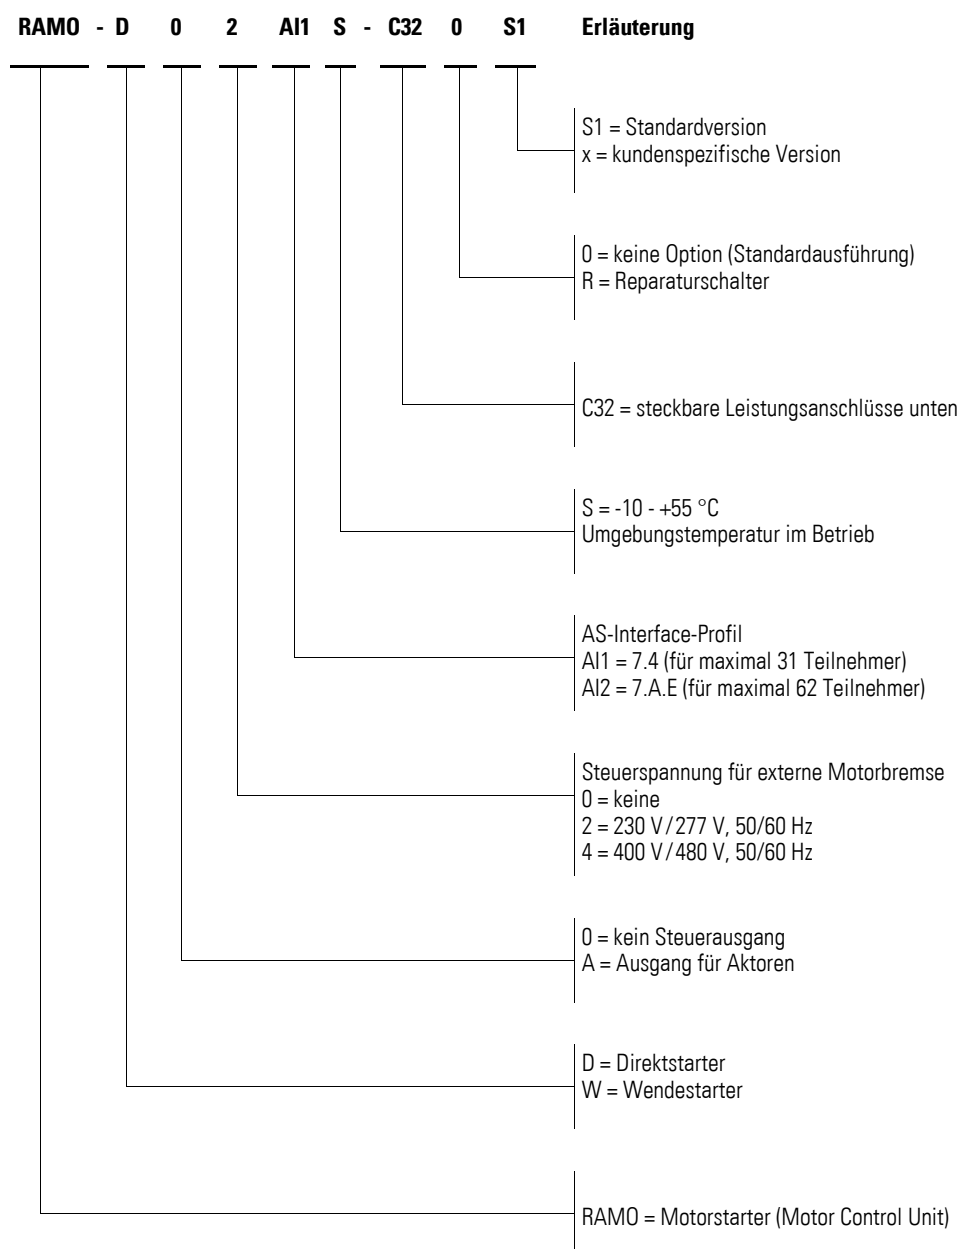 RAMO - D 0 2 AI1 S - C32 0 S1 Erläuterung
S1 = Standardversion
x = kundenspezifische Version
0 = keine Option (Standardausführung)
R = Reparaturschalter
C32 = steckbare Leistungsanschlüsse unten
S = -10 - +55 °C
Umgebungstemperatur im Betrieb
AS-Interface-Profil
AI1 = 7.4 (für maximal 31 Teilnehmer)
AI2 = 7.A.E (für maximal 62 Teilnehmer)
Steuerspannung für externe Motorbremse
0 = keine
2 = 230 V/277 V, 50/60 Hz
4 = 400 V/480 V, 50/60 Hz
0 = kein Steuerausgang
A = Ausgang für Aktoren
D = Direktstarter
W = Wendestarter
RAMO = Motorstarter (Motor Control Unit)